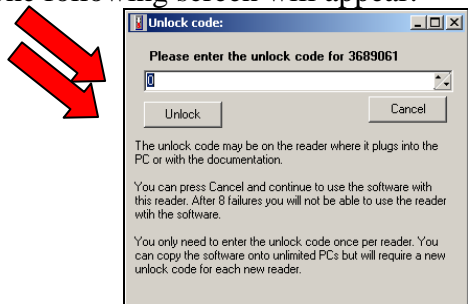 following screen will appear.
Unlock code:
Please enter the unlock code for 3689061
0
Unlock
Cancel
The unlock code may be on the reader where it plugs into the
PC or with the documentation.
You can press Cancel and continue to use the software with
this reader. After 8 failures you will not be able to use the reader
wtih the software.
You only need to enter the unlock code once per reader. You
can copy the software onto unlimited PCs but will require a new
unlock code for each new reader.